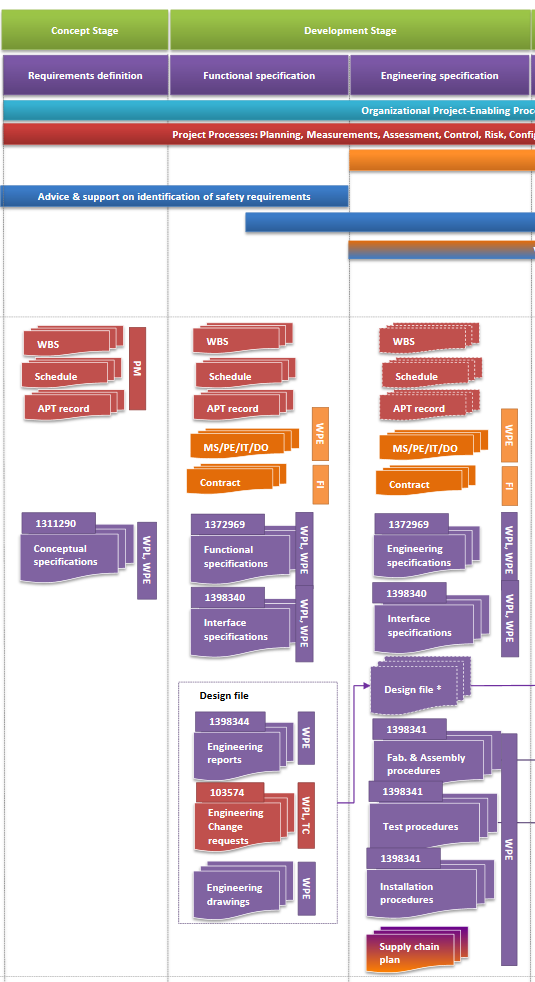 Concept Stage
Development Stage
Requirements definition
Functional specification
Engineering specification
Organizational Project-Enabling Proc
Project Processes: Planning, Measurements, Assessment, Control, Risk, Config
Advice & support on identification of safety requirements
WBS
Schedule
APT record
PM
1311290
Conceptual
specifications
WPL, WPE
WBS
Schedule
APT record
MS/PE/IT/DO
WPE
Contract
FI
1372969
Functional
specifications
WPL, WPE
1398340
Interface
specifications
WPL, WPE
Design file
1398344
Engineering
reports
WPE
103574
Engineering
Change
requests
WPL, TC
Engineering
drawings
WPE
WBS
Schedule
APT record
MS/PE/IT/DO
WPE
Contract
FI
1372969
Engineering
specifications
WPL, WPE
1398340
Interface
specifications
WPL, WPE
Design file *
1398341
Fab. & Assembly
procedures
1398341
Test procedures
1398341
Installation
procedures
WPE
Supply chain
plan